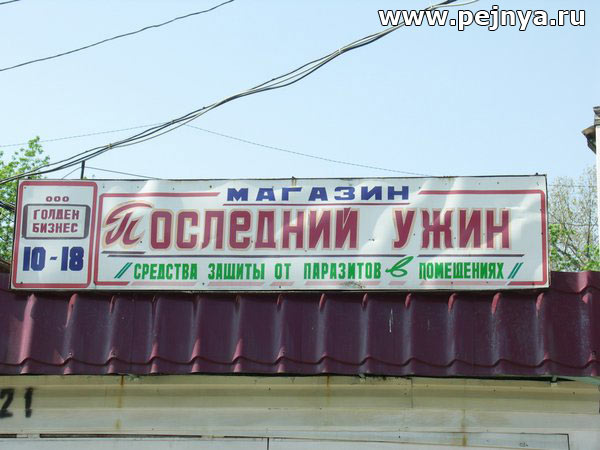 www.pejnya.ru
ООО
ГОЛДЕН
БИЗНЕС
10-18
МАГАЗИН
ПОСЛЕДНИЙ УЖИН
// СРЕДСТВА ЗАЩИТЫ ОТ ПАРАЗИТОВ в ПОМЕЩЕНИЯХ //
21